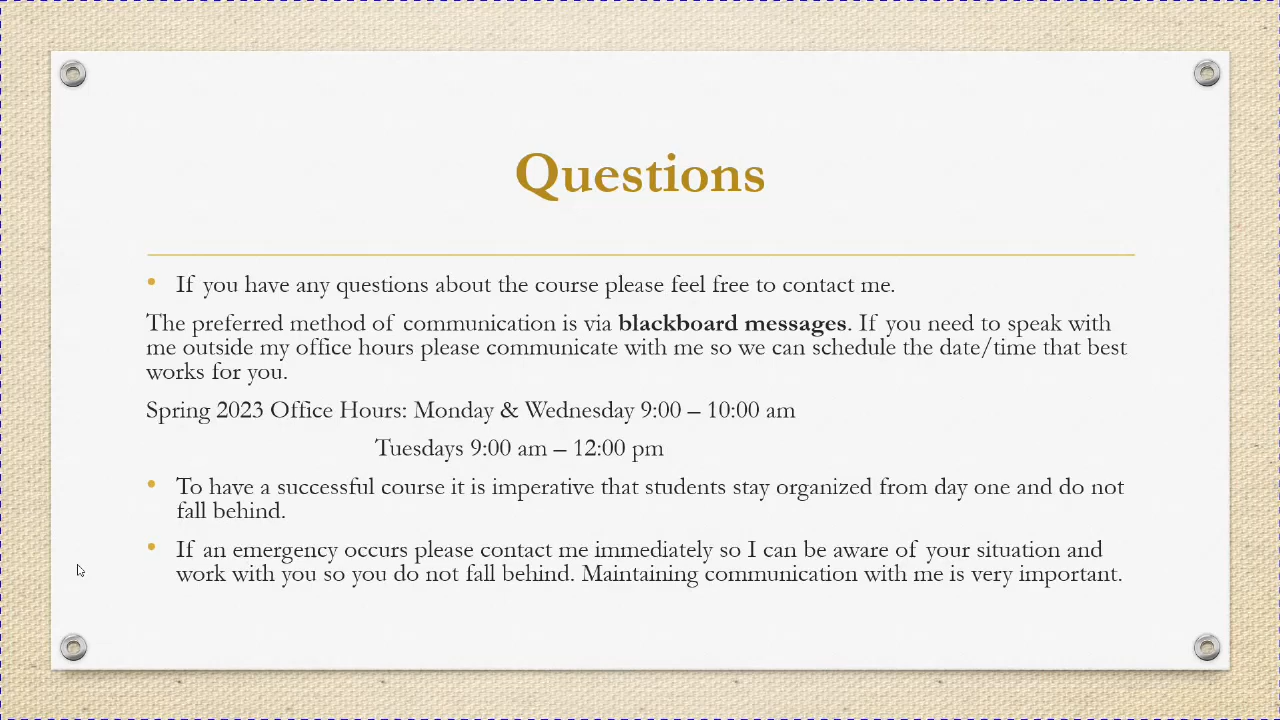 Questions
• If you have any questions about the course please feel free to contact me.
The preferred method of communication is via blackboard messages. If you need to speak with
me outside my office hours please communicate with me so we can schedule the date/time that best
works for you.
Spring 2023 Office Hours: Monday & Wednesday 9:00 – 10:00 am
Tuesdays 9:00 am – 12:00 pm
• To have a successful course it is imperative that students stay organized from day one and do not
fall behind.
• If an emergency occurs please contact me immediately so I can be aware of your situation and
work with you so you do not fall behind. Maintaining communication with me is very important.